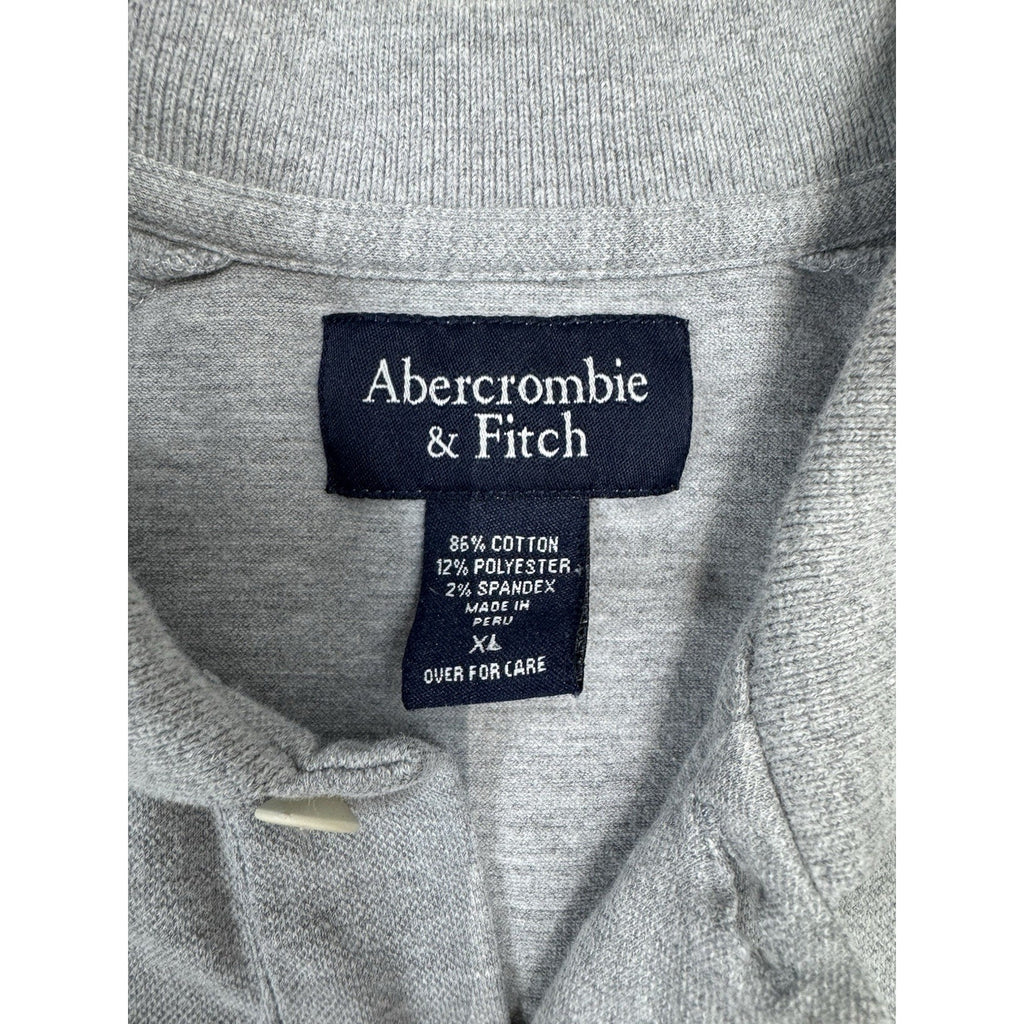 Abercrombie
& Fitch
86% COTTON
12% POLYESTER
2% SPANDEX
MADE IN
PERU
XL
OVER FOR CARE